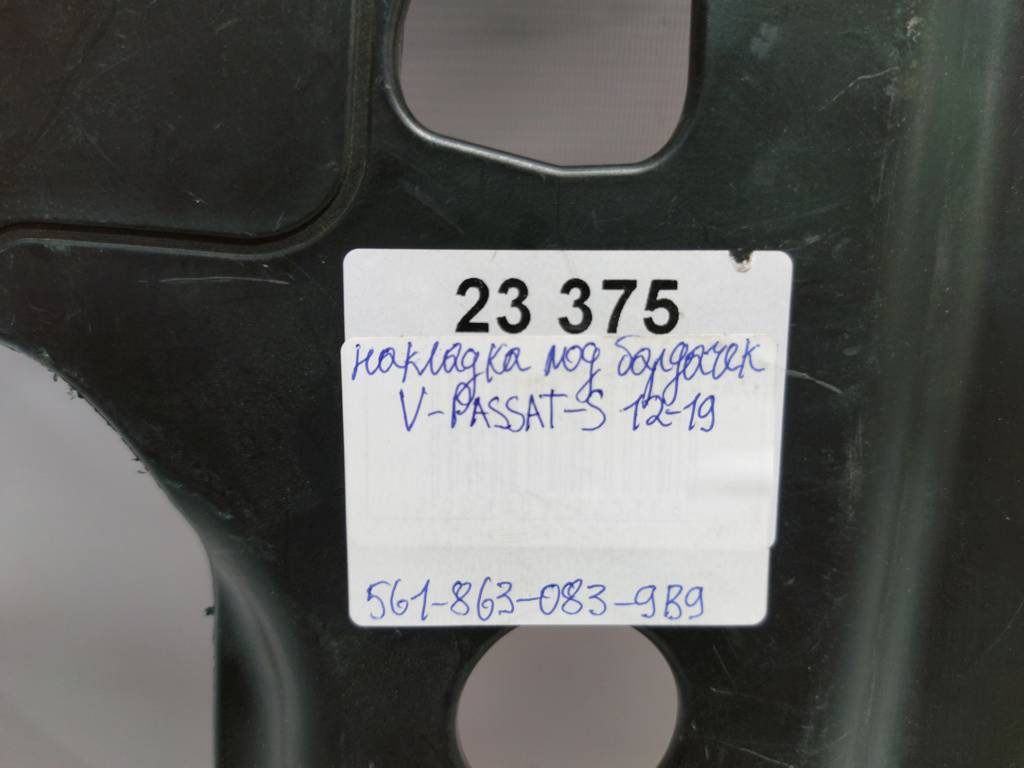 23 375
накладка под бардачек
V-PASSAT-S 12-19
561-863-083-9B9